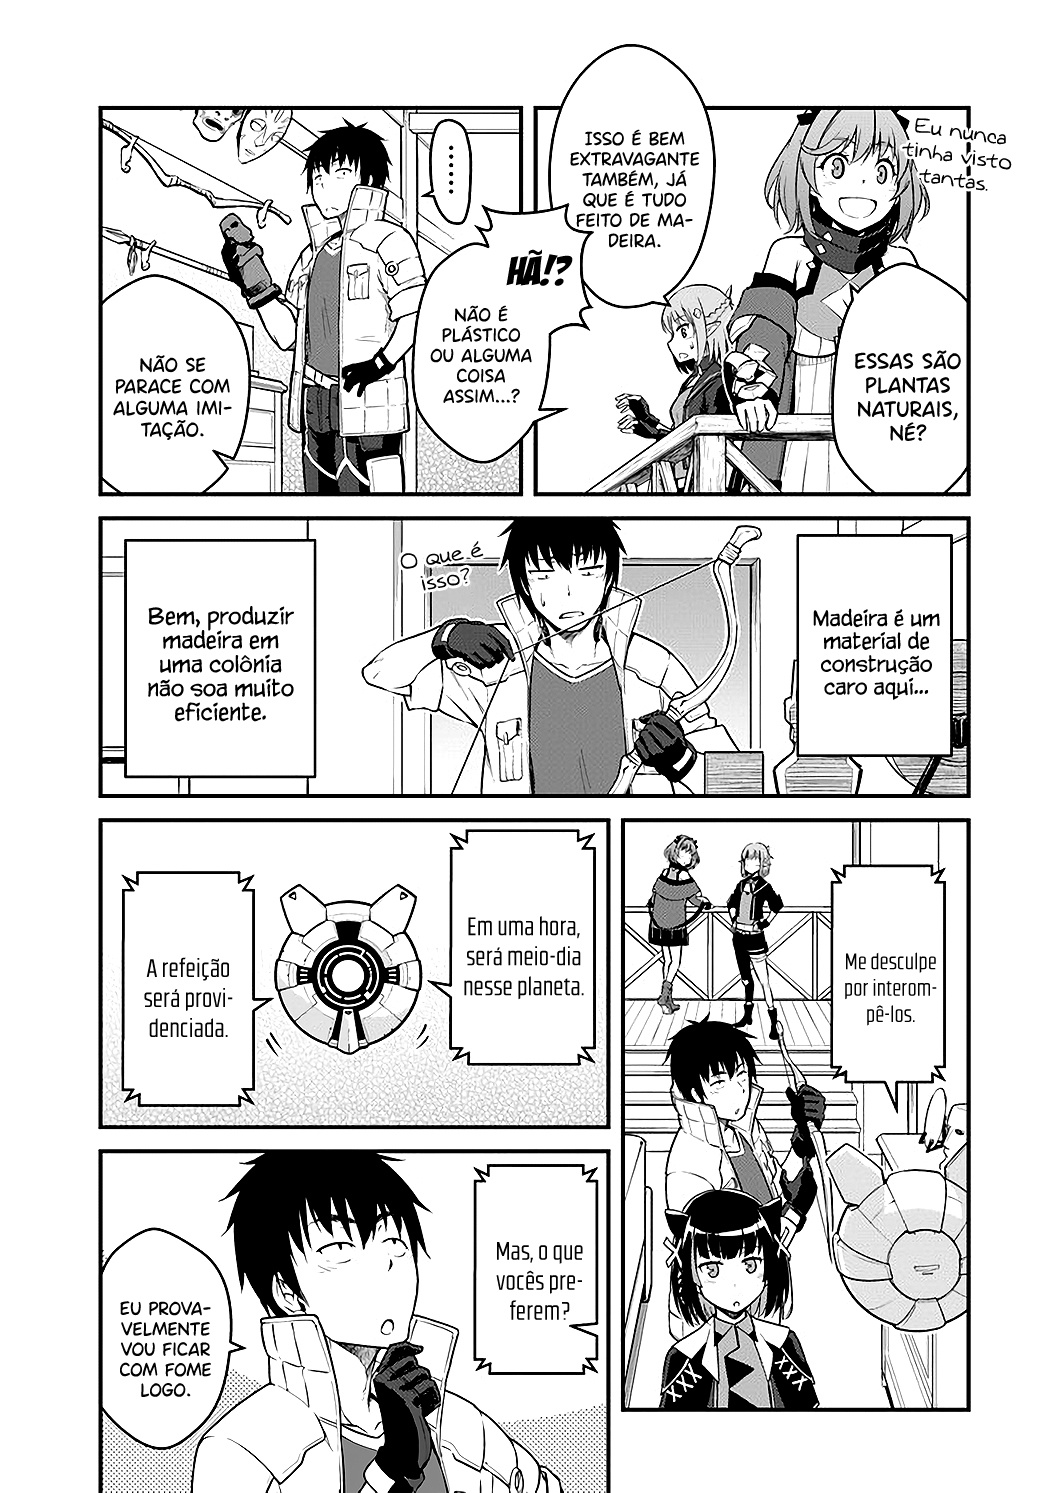 Eu nunca
tinha visto
tantas.
ESSAS SÃO
PLANTAS
NATURAIS,
NÉ?
ISSO É BEM
EXTRAVAGANTE
TAMBÉM, JÁ
QUE É TUDO
FEITO DE MA-
DEIRA.
HÃ!?
NÃO É
PLÁSTICO
OU ALGUMA
COISA
ASSIM...?
......
NÃO SE
PARACE COM
ALGUMA IMI-
TAÇÃO.
Madeira é um
material de
construção
caro aqui...
O que é
isso?
Bem, produzir
madeira em
uma colônia
não soa muito
eficiente.
Me desculpe
por interom-
pê-los.
Em uma hora,
será meio-dia
nesse planeta.
A refeição
será provi-
denciada.
Mas, o que
vocês pre-
ferem?
EU PROVA-
VELMENTE
VOU FICAR
COM FOME
LOGO.